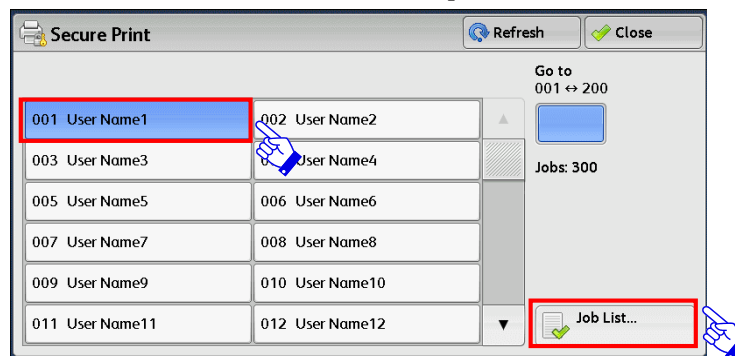 Secure Print
Refresh
Close
Go to
001 ↔ 200
001 User Name1
002 User Name2
003 User Name3
User Name4
Jobs: 300
005 User Name5
006 User Name6
007 User Name7
008 User Name8
009 User Name9
010 User Name10
011 User Name11
012 User Name12
Job List...